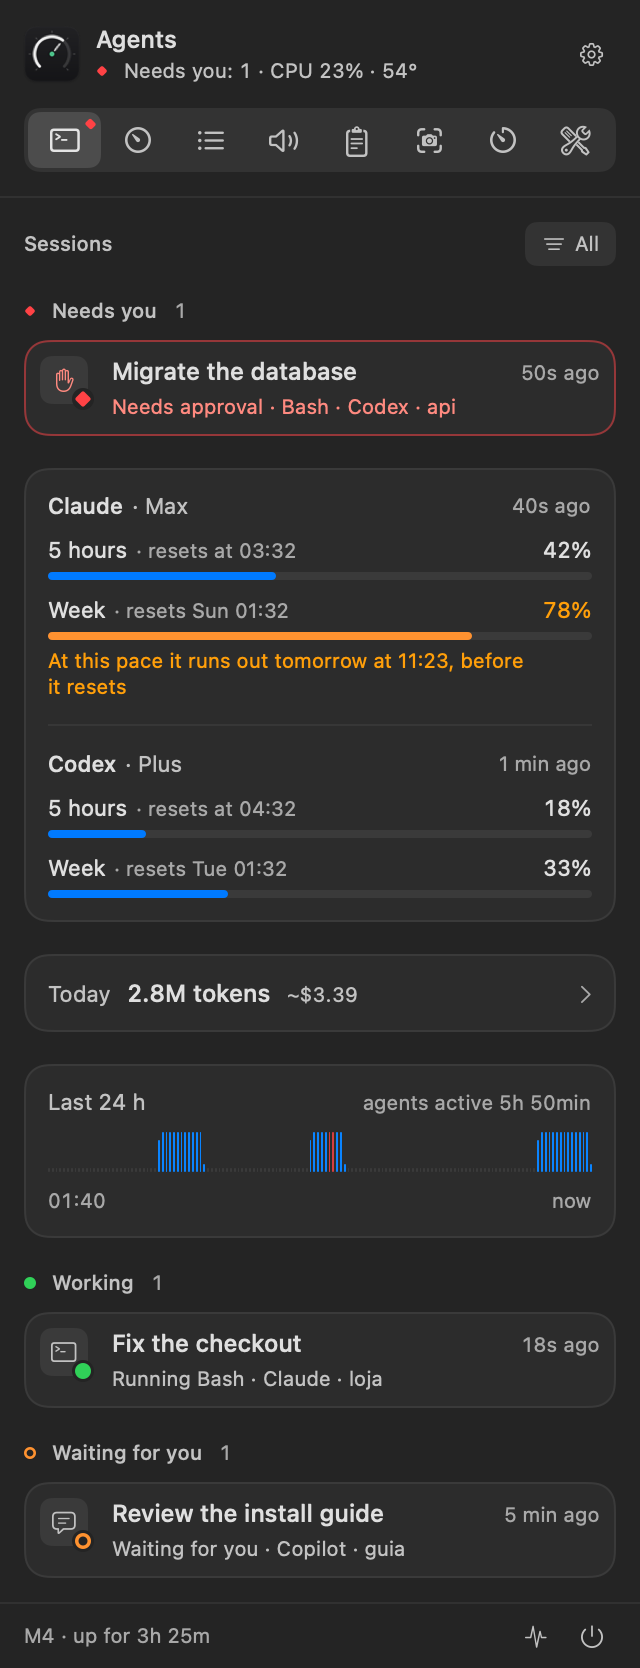 Agents
Needs you: 1 · CPU 23% · 54°
Sessions
All
Needs you 1
Migrate the database 50s ago
Needs approval · Bash · Codex · api
Claude · Max 40s ago
5 hours · resets at 03:32 42%
Week · resets Sun 01:32 78%
At this pace it runs out tomorrow at 11:23, before
it resets
Codex · Plus 1 min ago
5 hours · resets at 04:32 18%
Week · resets Tue 01:32 33%
Today 2.8M tokens ~$3.39
Last 24 h agents active 5h 50min
01:40 now
Working 1
Fix the checkout 18s ago
Running Bash · Claude · loja
Waiting for you 1
Review the install guide 5 min ago
Waiting for you · Copilot · guia
M4 · up for 3h 25m